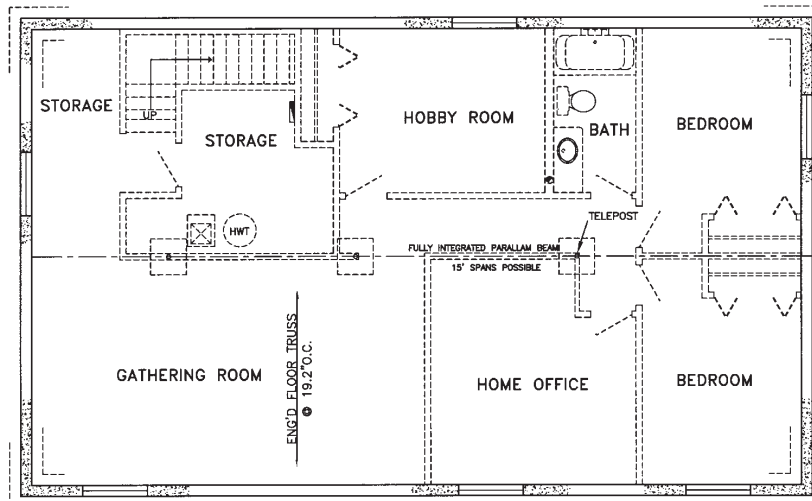 STORAGE
UP
STORAGE
HOBBY ROOM
BATH
BEDROOM
HWT
TELEPOST
FULLY INTEGRATED PARALLAM BEAM
15' SPANS POSSIBLE
GATHERING ROOM
ENG'D FLOOR TRUSS
@ 19.2"O.C.
HOME OFFICE
BEDROOM